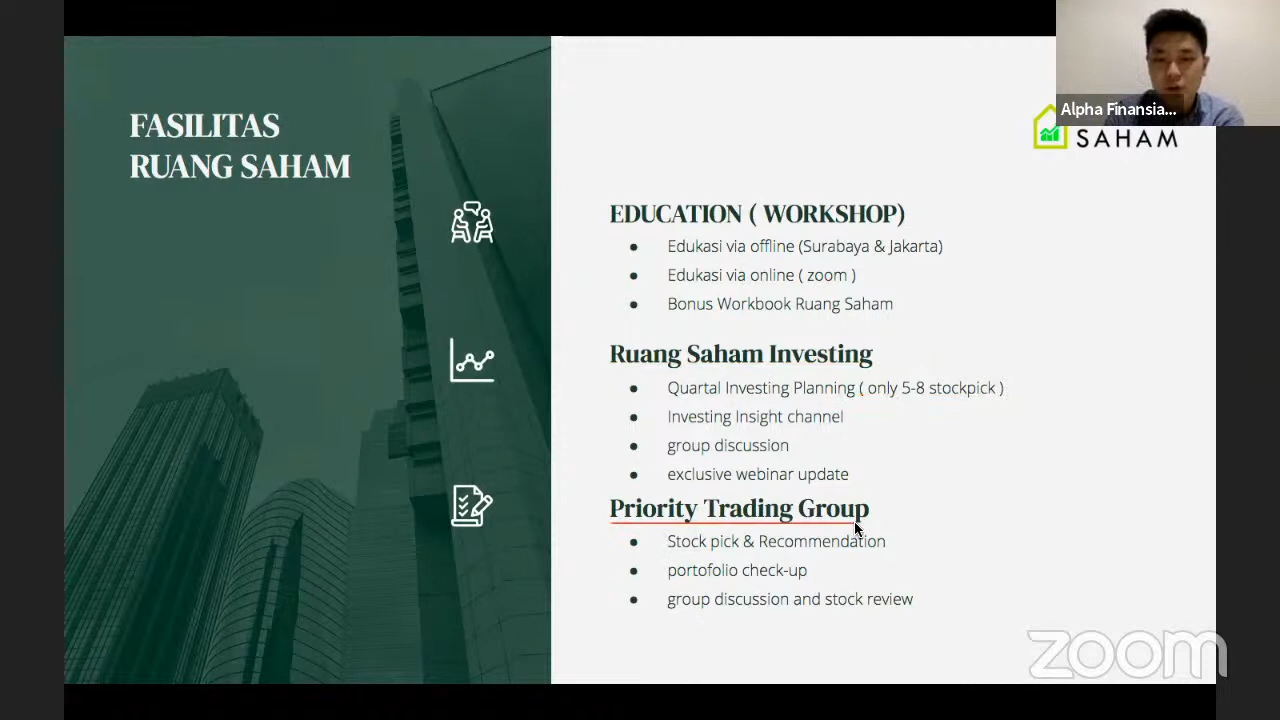 FASILITAS
RUANG SAHAM
Alpha Finansia...
SAHAM
EDUCATION ( WORKSHOP)
● Edukasi via offline (Surabaya & Jakarta)
● Edukasi via online ( zoom )
● Bonus Workbook Ruang Saham
Ruang Saham Investing
● Quartal Investing Planning ( only 5-8 stockpick )
● Investing Insight channel
● group discussion
● exclusive webinar update
Priority Trading Group
● Stock pick & Recommendation
● portofolio check-up
● group discussion and stock review
zoom